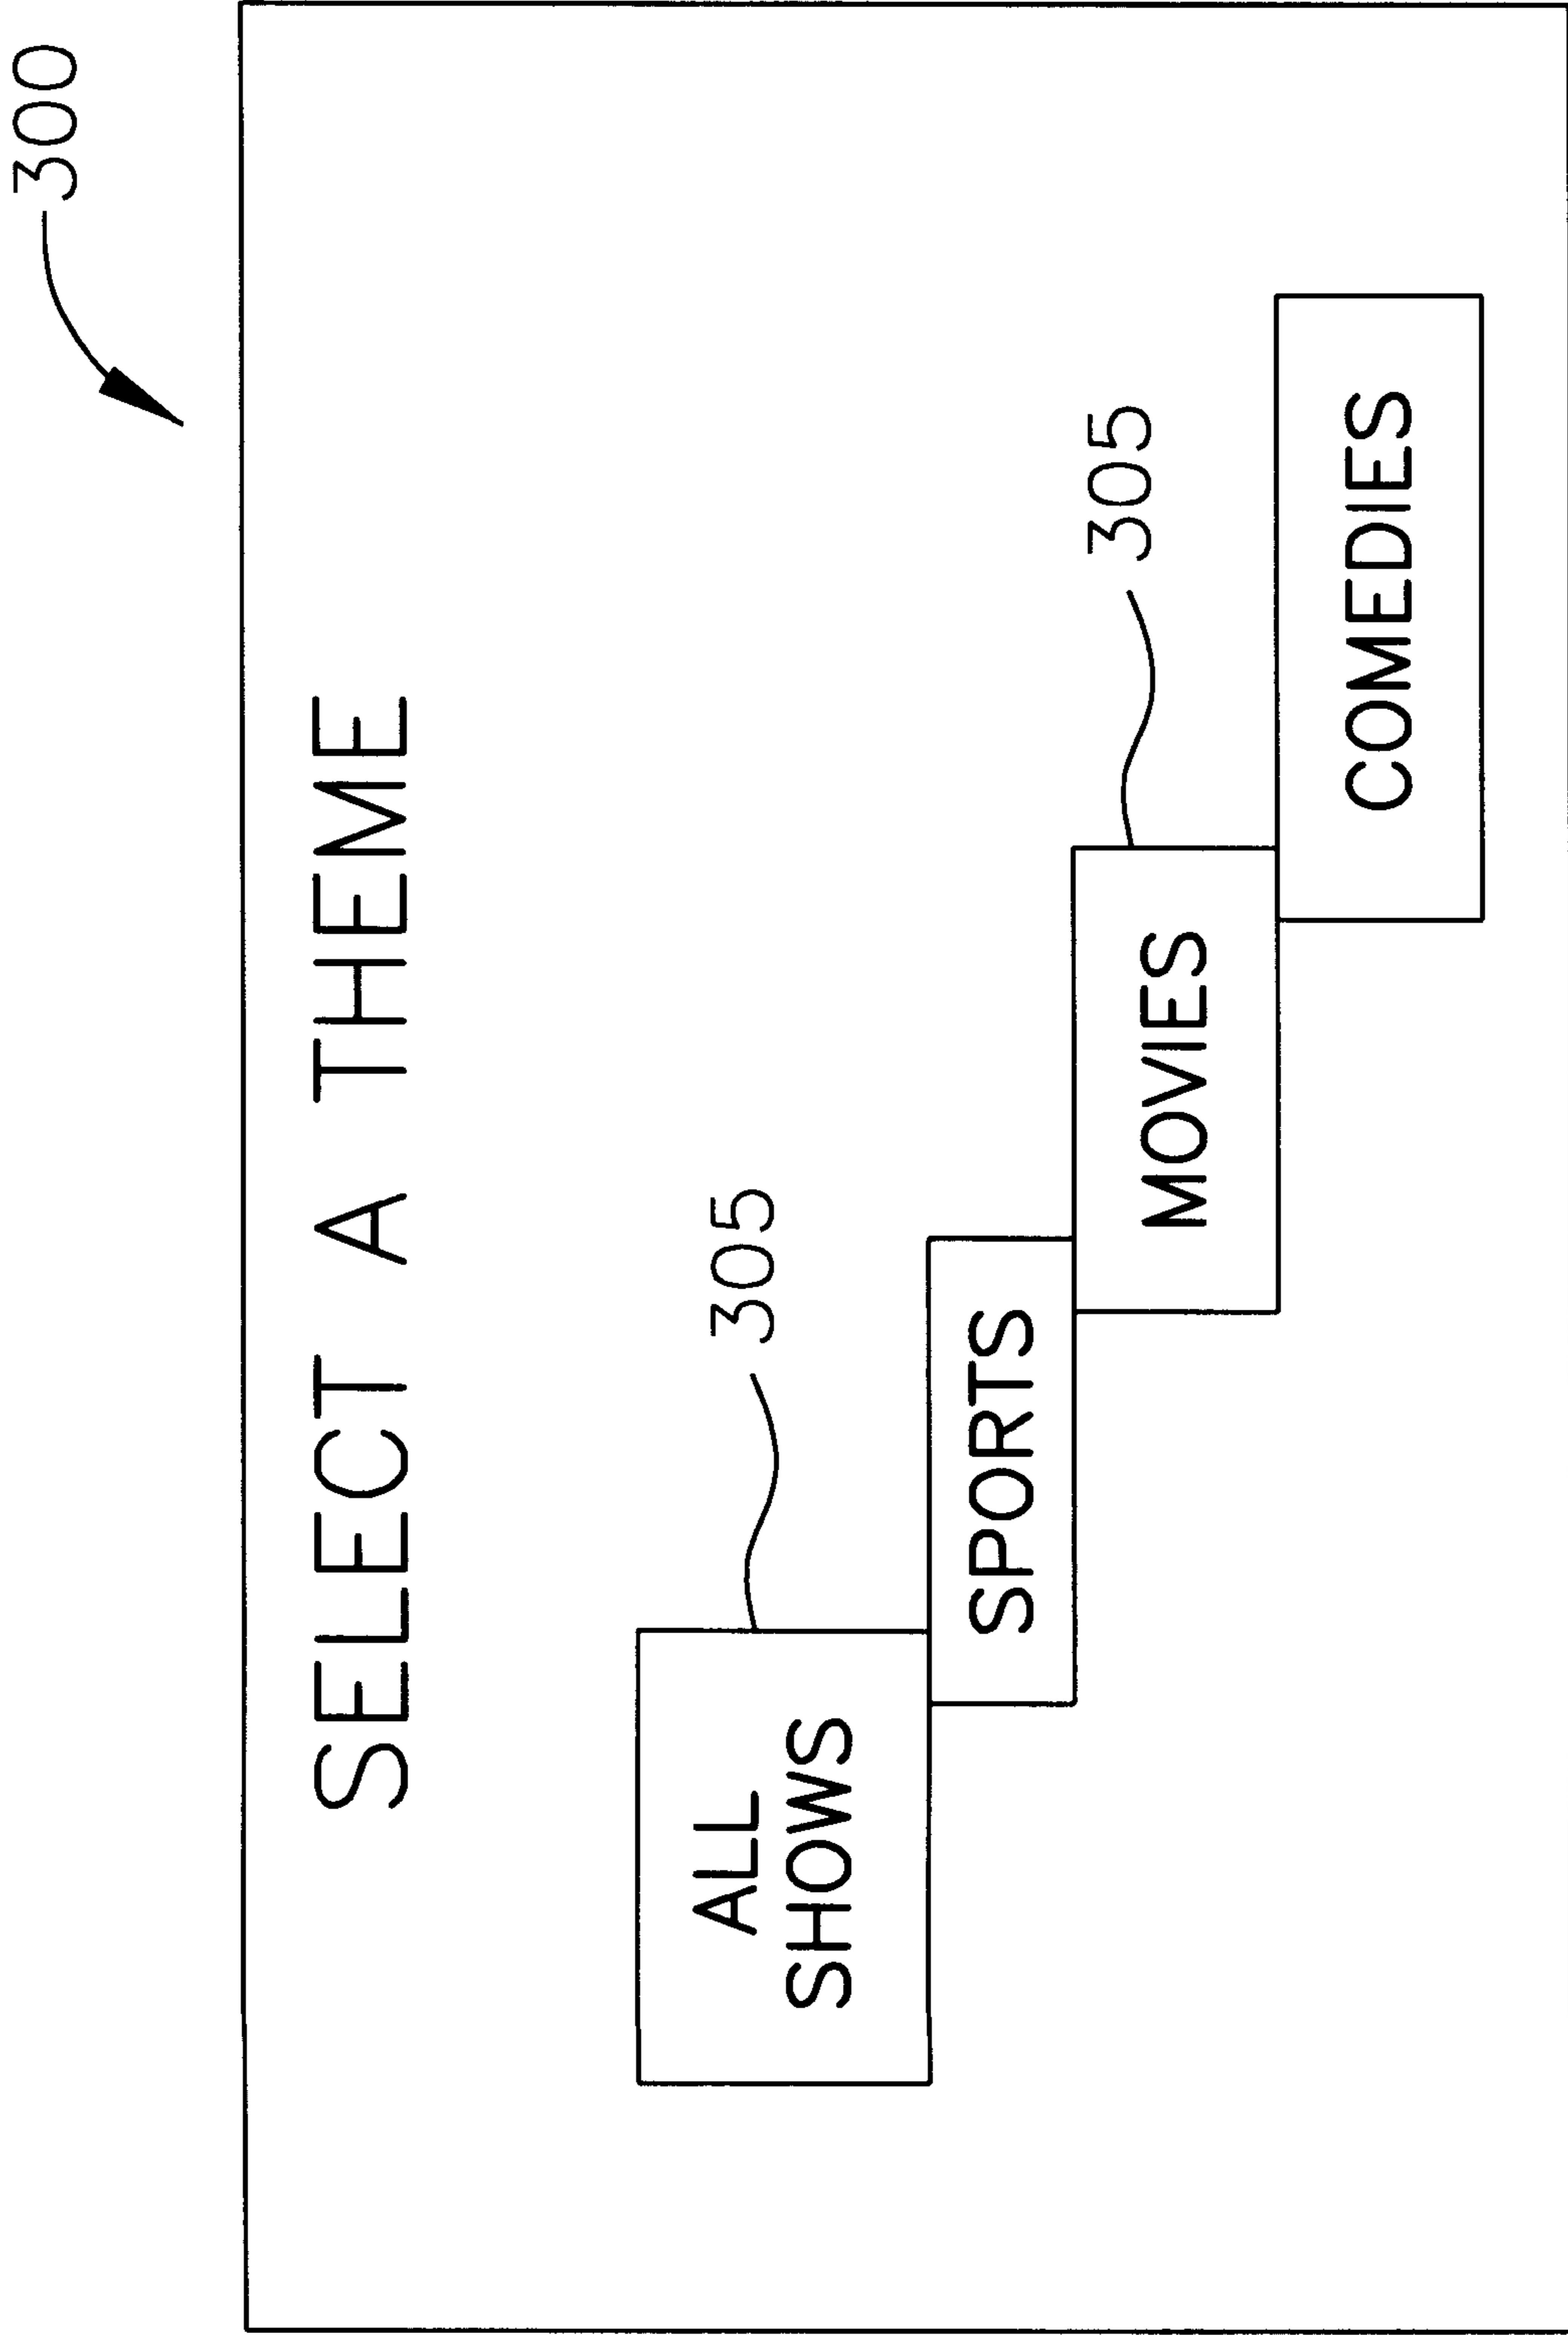 300
SELECT A THEME
ALL
SHOWS
305
SPORTS
MOVIES
305
COMEDIES